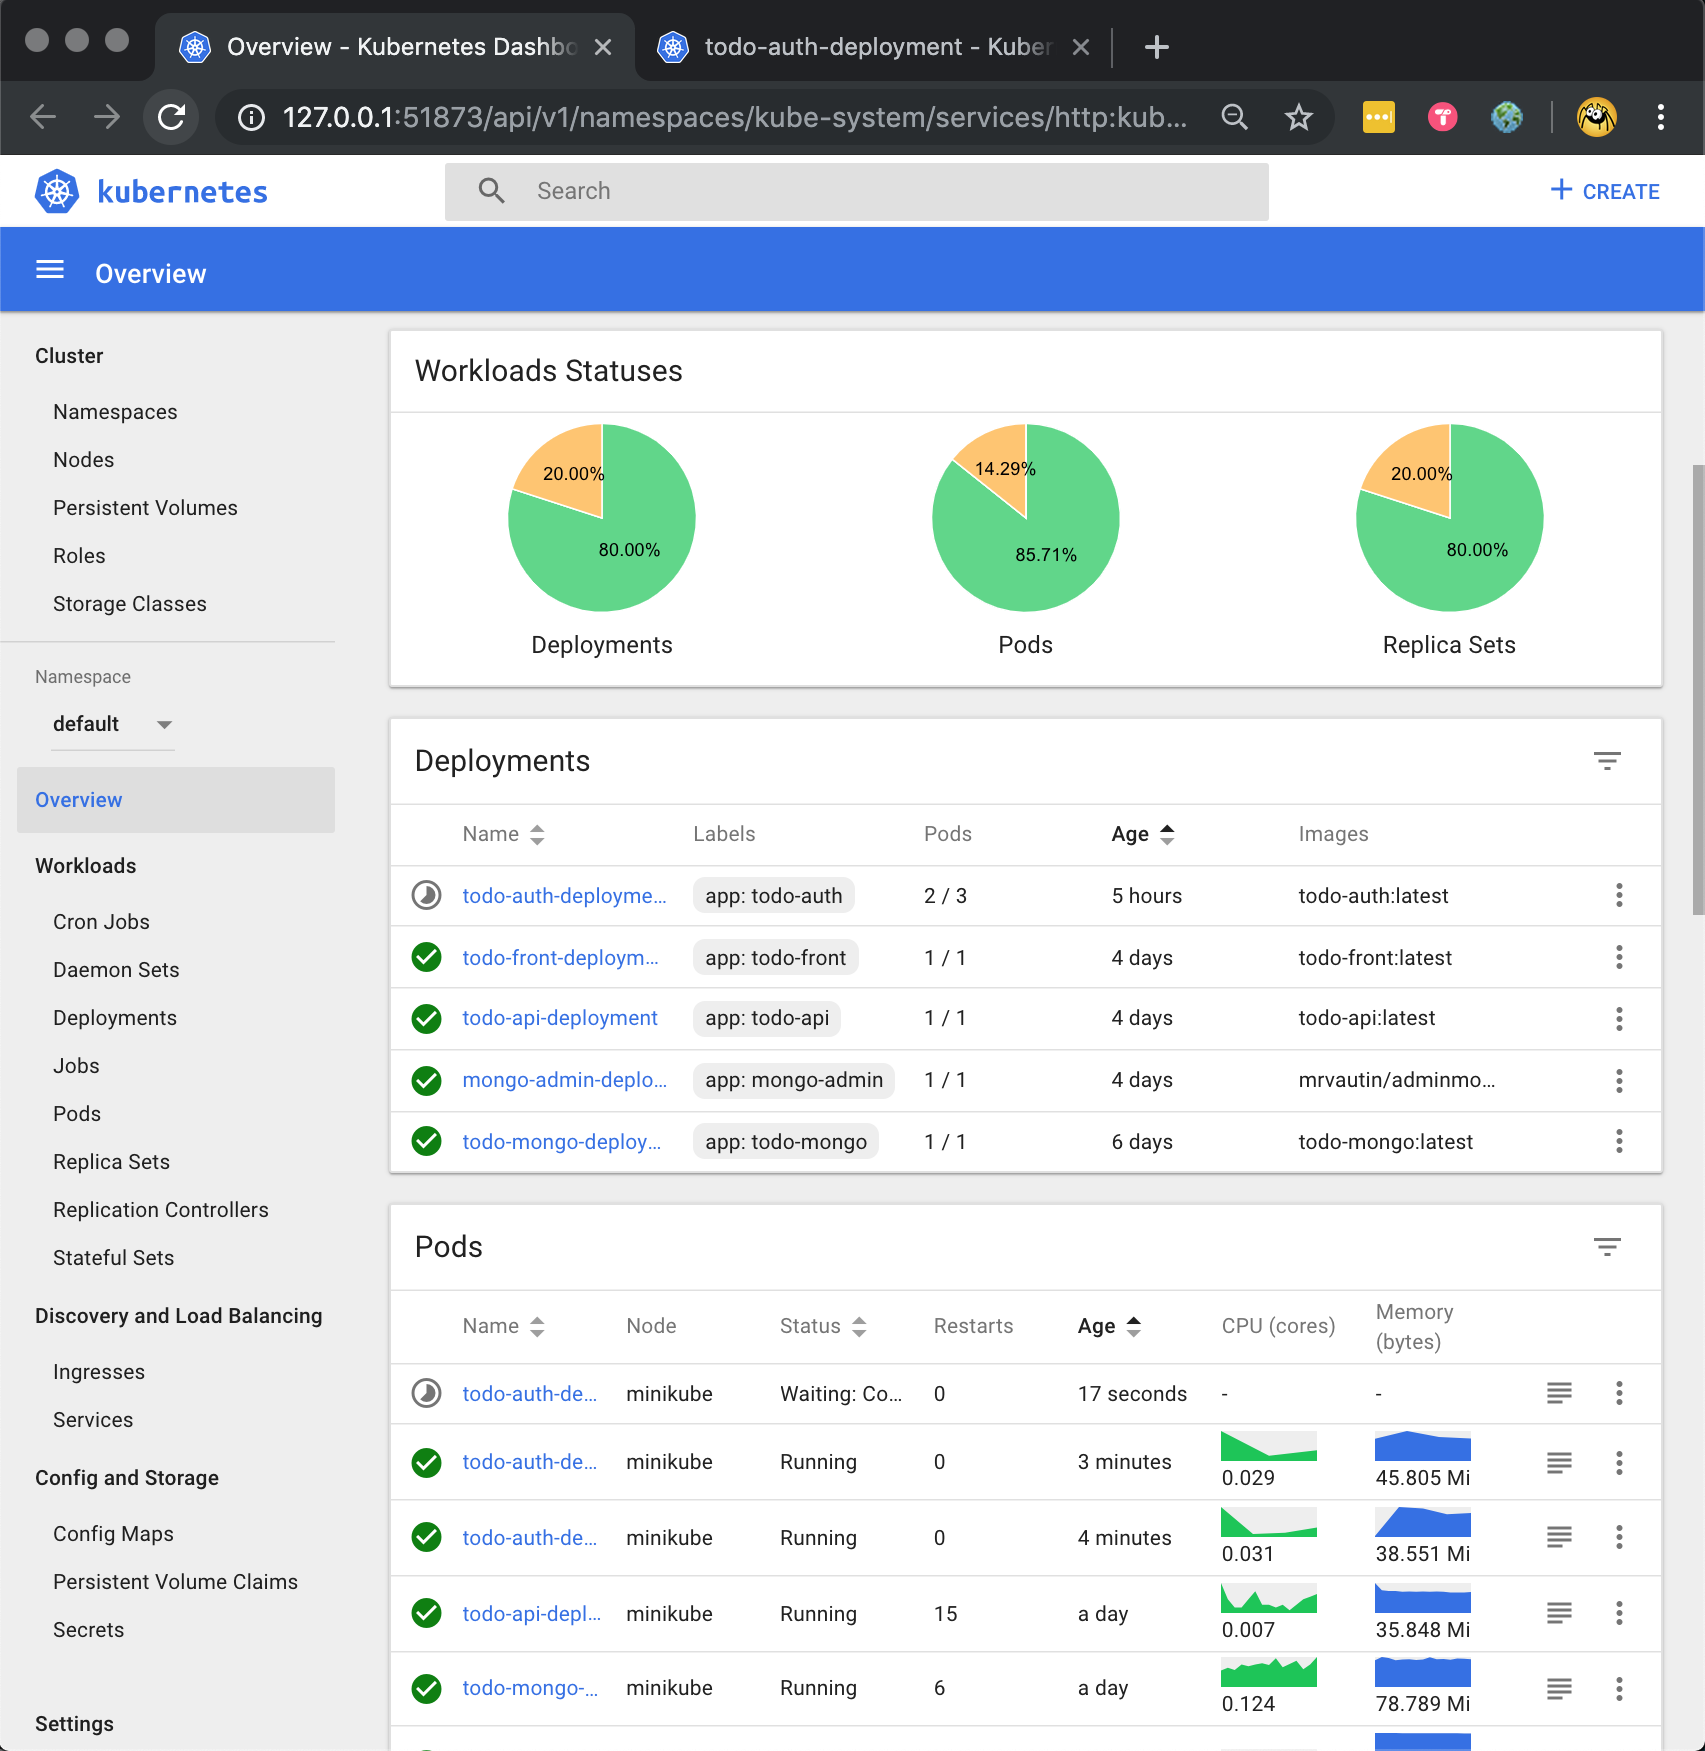 Overview - Kubernetes Dashbo
todo-auth-deployment - Kuber
127.0.0.1:51873/api/v1/namespaces/kube-system/services/http:kub...
kubernetes
Search
CREATE
Overview
Cluster
Namespaces
Nodes
Persistent Volumes
Roles
Storage Classes
Namespace
default
Overview
Workloads
Cron Jobs
Daemon Sets
Deployments
Jobs
Pods
Replica Sets
Replication Controllers
Stateful Sets
Discovery and Load Balancing
Ingresses
Services
Config and Storage
Config Maps
Persistent Volume Claims
Secrets
Settings
Workloads Statuses
20.00% 80.00% 14.29% 85.71% 20.00% 80.00%
Deployments Pods Replica Sets
Deployments
Name Labels Pods Age Images
todo-auth-deployme... app: todo-auth 2 / 3 5 hours todo-auth:latest
todo-front-deploym... app: todo-front 1 / 1 4 days todo-front:latest
todo-api-deployment app: todo-api 1 / 1 4 days todo-api:latest
mongo-admin-deplo... app: mongo-admin 1 / 1 4 days mrvautin/adminmo...
todo-mongo-deploy... app: todo-mongo 1 / 1 6 days todo-mongo:latest
Pods
Name Node Status Restarts Age CPU (cores) Memory (bytes)
todo-auth-de... minikube Waiting: Co... 0 17 seconds - -
todo-auth-de... minikube Running 0 3 minutes 0.029 45.805 Mi
todo-auth-de... minikube Running 0 4 minutes 0.031 38.551 Mi
todo-api-depl... minikube Running 15 a day 0.007 35.848 Mi
todo-mongo-... minikube Running 6 a day 0.124 78.789 Mi